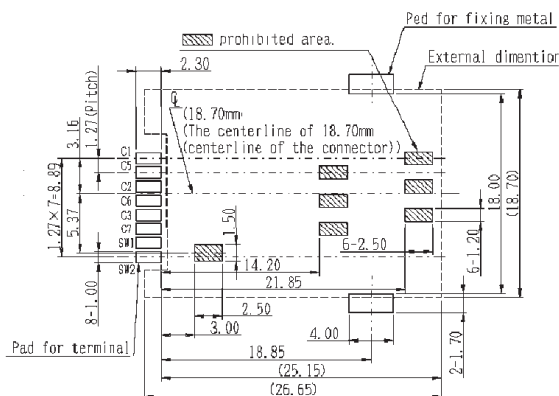 Ped for fixing metal
prohibited area.
External dimention
2.30
1.27(Pitch)
3.16
(18.70mm
(The centerline of 18.70mm
(centerline of the connector))
C1
C5
C2
C6
C3
C7
SW1
SW2
1.27×7=8.89
5.37
8-1.00
1.50
14.20
21.85
6-2.50
6-1.20
18.00
(18.70)
2.50
3.00
4.00
2-1.70
Pad for terminal
18.85
(25.15)
(26.65)